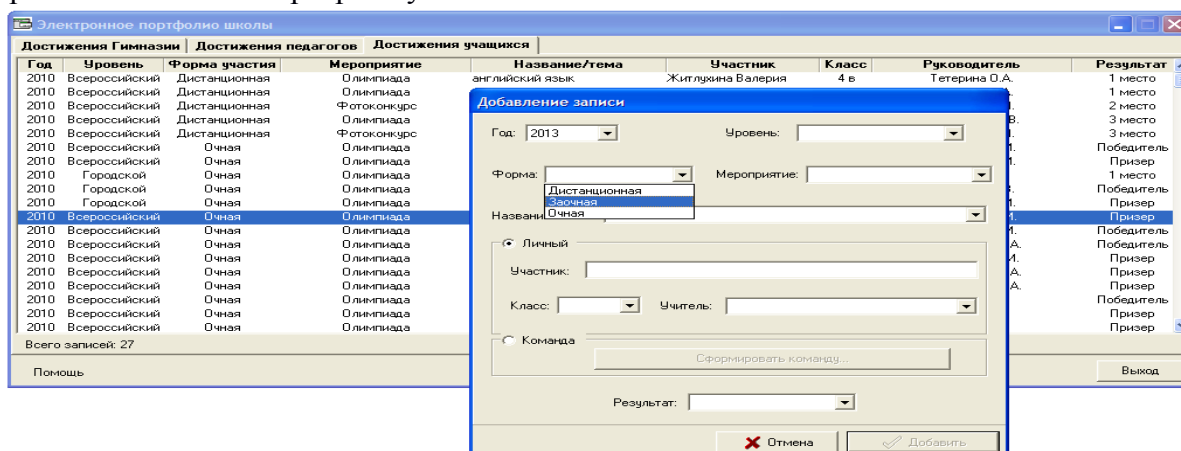 Электронное портфолио школы
Достижения Гимназии Достижения педагогов Достижения учащихся
Год Уровень Форма участия Мероприятие Название/тема Участник Класс Руководитель Результат
2010 Всероссийский Дистанционная Олимпиада английский язык Житлухина Валерия 4 в Тетерина О.А. 1 место
2010 Всероссийский Дистанционная Олимпиада 1 место
2010 Всероссийский Дистанционная Фотоконкурс 2 место
2010 Всероссийский Дистанционная Олимпиада В. 3 место
2010 Всероссийский Дистанционная Фотоконкурс 3 место
2010 Всероссийский Очная Олимпиада Победитель
2010 Всероссийский Очная Олимпиада Призер
2010 Городской Очная Олимпиада 1 место
2010 Городской Очная Олимпиада Победитель
2010 Городской Очная Олимпиада Призер
2010 Всероссийский Очная Олимпиада Призер
2010 Всероссийский Очная Олимпиада Победитель
2010 Всероссийский Очная Олимпиада А. Победитель
2010 Всероссийский Очная Олимпиада Призер
2010 Всероссийский Очная Олимпиада А. Призер
2010 Всероссийский Очная Олимпиада А. Призер
2010 Всероссийский Очная Олимпиада Победитель
2010 Всероссийский Очная Олимпиада Призер
2010 Всероссийский Очная Олимпиада Призер
Всего записей: 27
Помощь
Выход
Добавление записи
Год: 2013 Уровень:
Форма: Мероприятие:
Дистанционная
Заочная
Очная
Названи
Личный
Участник:
Класс: Учитель:
Команда
Сформировать команду...
Результат:
Отмена Добавить